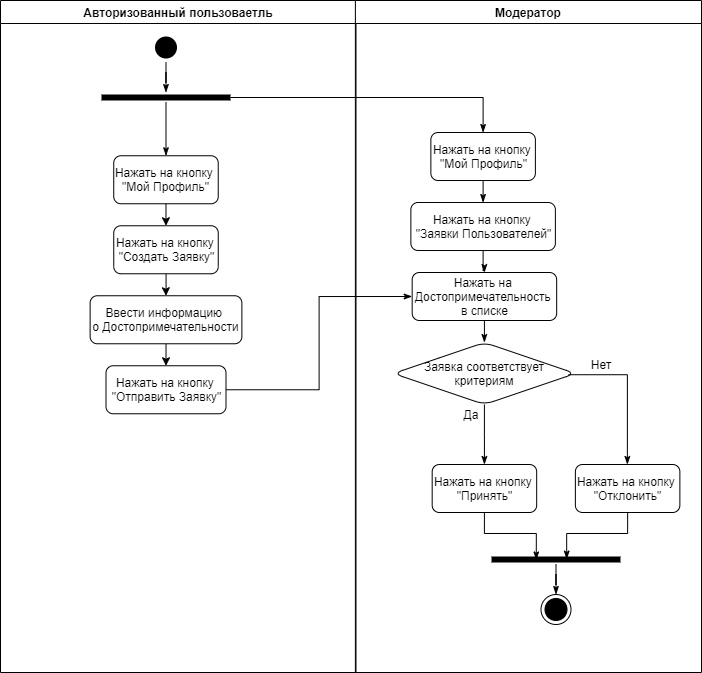 Авторизованный пользоваетль
Модератор
Нажать на кнопку
"Мой Профиль"
Нажать на кнопку
"Создать Заявку"
Ввести информацию
о Достопримечательности
Нажать на кнопку
"Отправить Заявку"
Нажать на кнопку
"Мой Профиль"
Нажать на кнопку
"Заявки Пользователей"
Нажать на
Достопримечательность
в списке
Заявка соответствует
критериям
Нет
Да
Нажать на кнопку
"Принять"
Нажать на кнопку
"Отклонить"